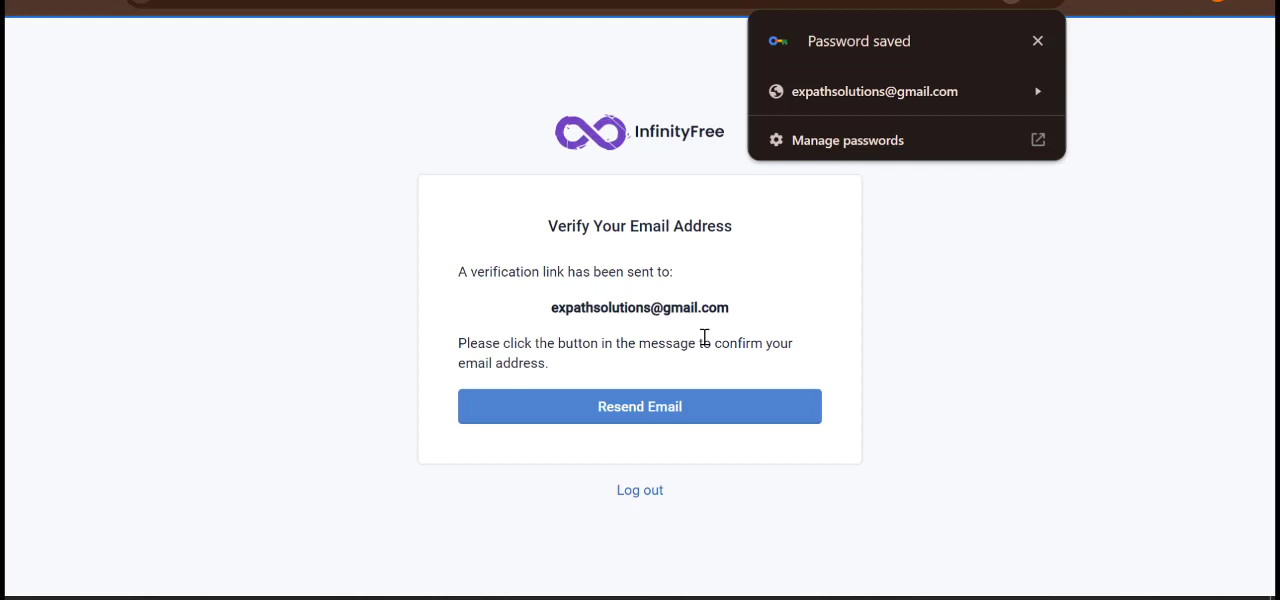 Password saved
expathsolutions@gmail.com
Manage passwords
InfinityFree
Verify Your Email Address
A verification link has been sent to:
expathsolutions@gmail.com
Please click the button in the message to confirm your
email address.
Resend Email
Log out